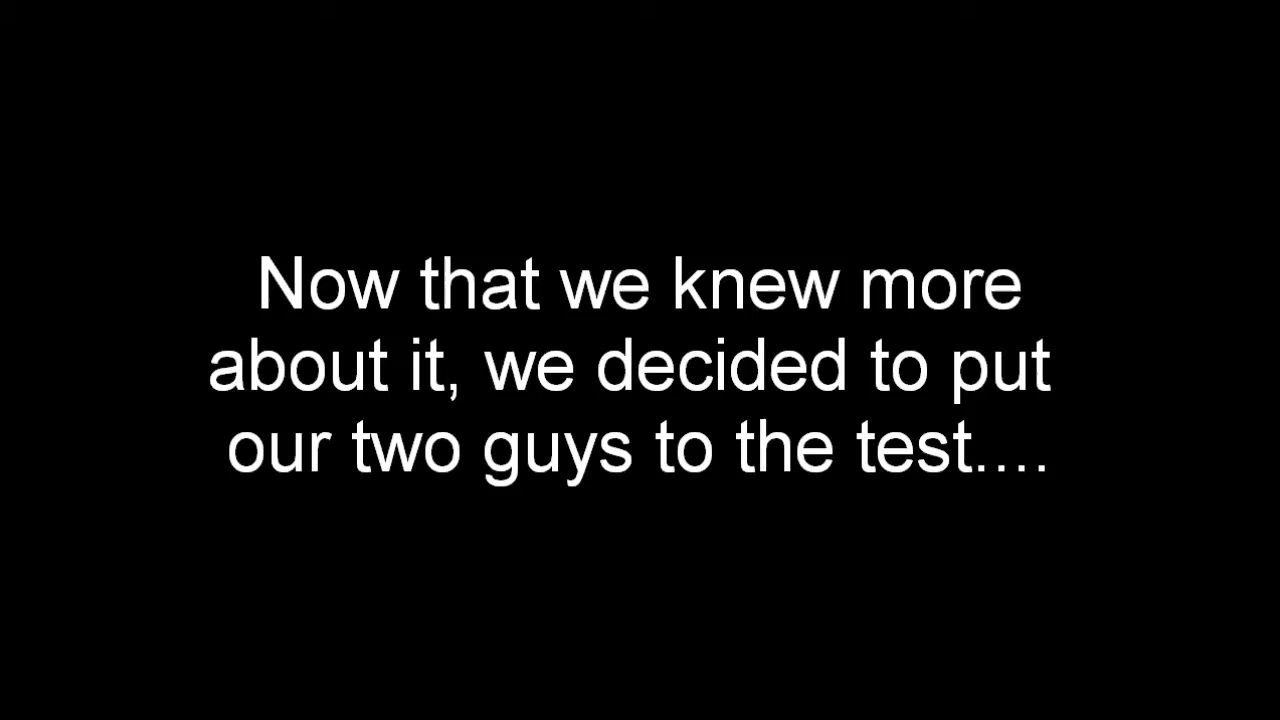 Now that we knew more
about it, we decided to put
our two guys to the test....